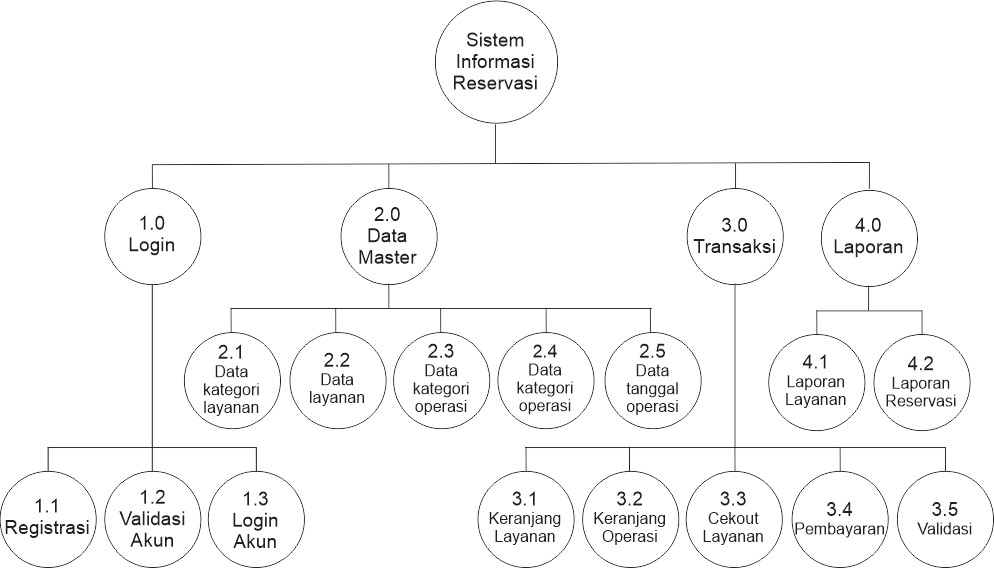 Sistem
Informasi
Reservasi
1.0
Login
2.0
Data
Master
3.0
Transaksi
4.0
Laporan
2.1
Data
kategori
layanan
2.2
Data
layanan
2.3
Data
kategori
operasi
2.4
Data
kategori
operasi
2.5
Data
tanggal
operasi
4.1
Laporan
Layanan
4.2
Laporan
Reservasi
1.1
Registrasi
1.2
Validasi
Akun
1.3
Login
Akun
3.1
Keranjang
Layanan
3.2
Keranjang
Operasi
3.3
Cekout
Layanan
3.4
Pembayaran
3.5
Validasi